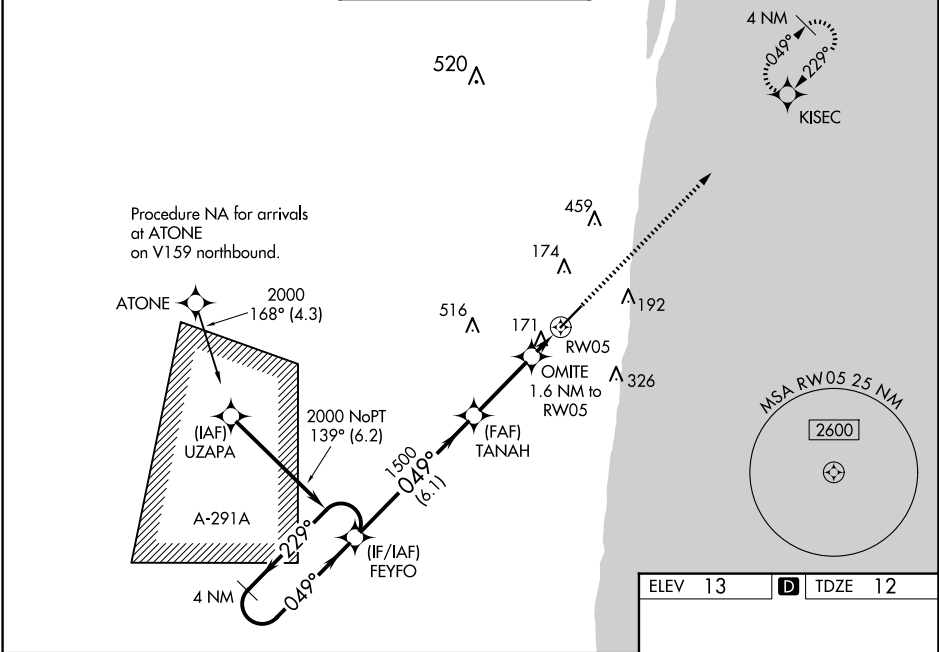 4 NM
049°
229°
KISEC
520
Procedure NA for arrivals
at ATONE
on V159 northbound.
459
174
ATONE
2000
168° (4.3)
516
171
192
RW05
OMITE
1.6 NM to
RW05
326
MSA RW05 25 NM
2600
(IAF)
UZAPA
2000 NoPT
139° (6.2)
(FAF)
TANAH
1500
049°
(6.1)
A-291A
229°
(IF/IAF)
FEYFO
4 NM
049°
ELEV 13 D TDZE 12